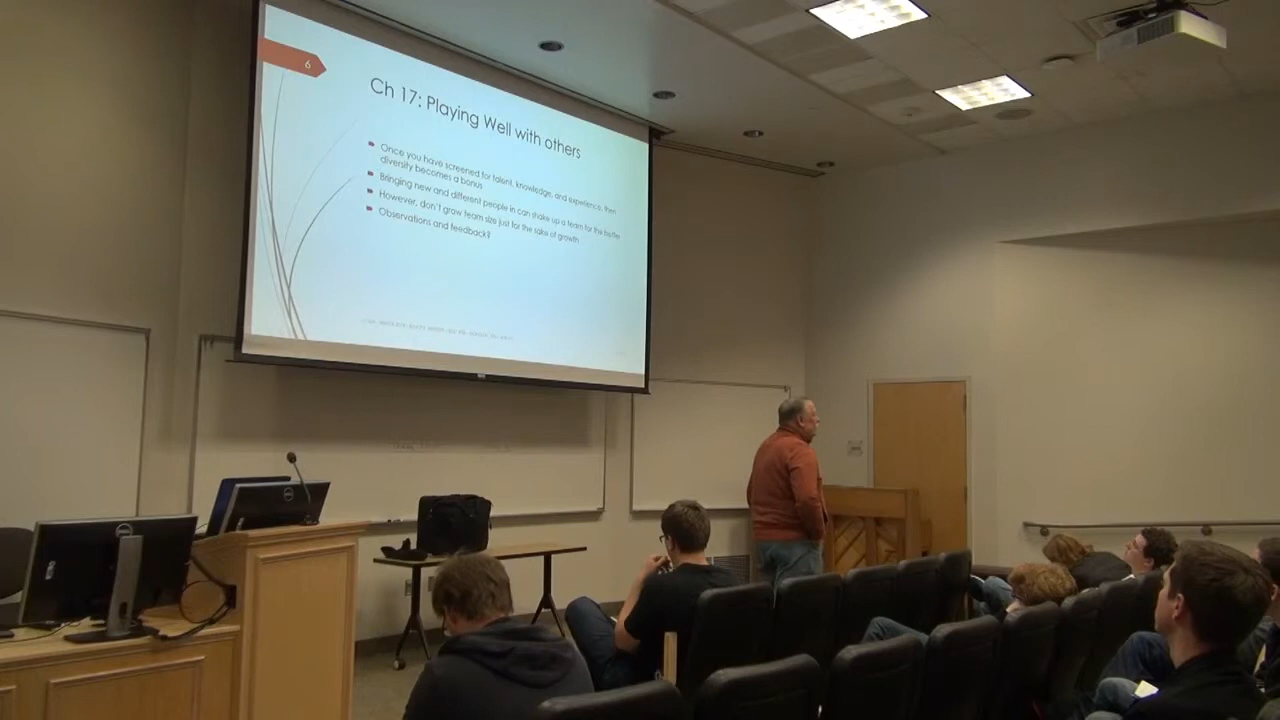 6
Ch 17: Playing Well with others
Once you have screened for talent, knowledge, and experience, then
diversity becomes a bonus
Bringing new and different people in can shake up a team for the better
However, don't grow team size just for the sake of growth
Observations and feedback?
DELL
DELL